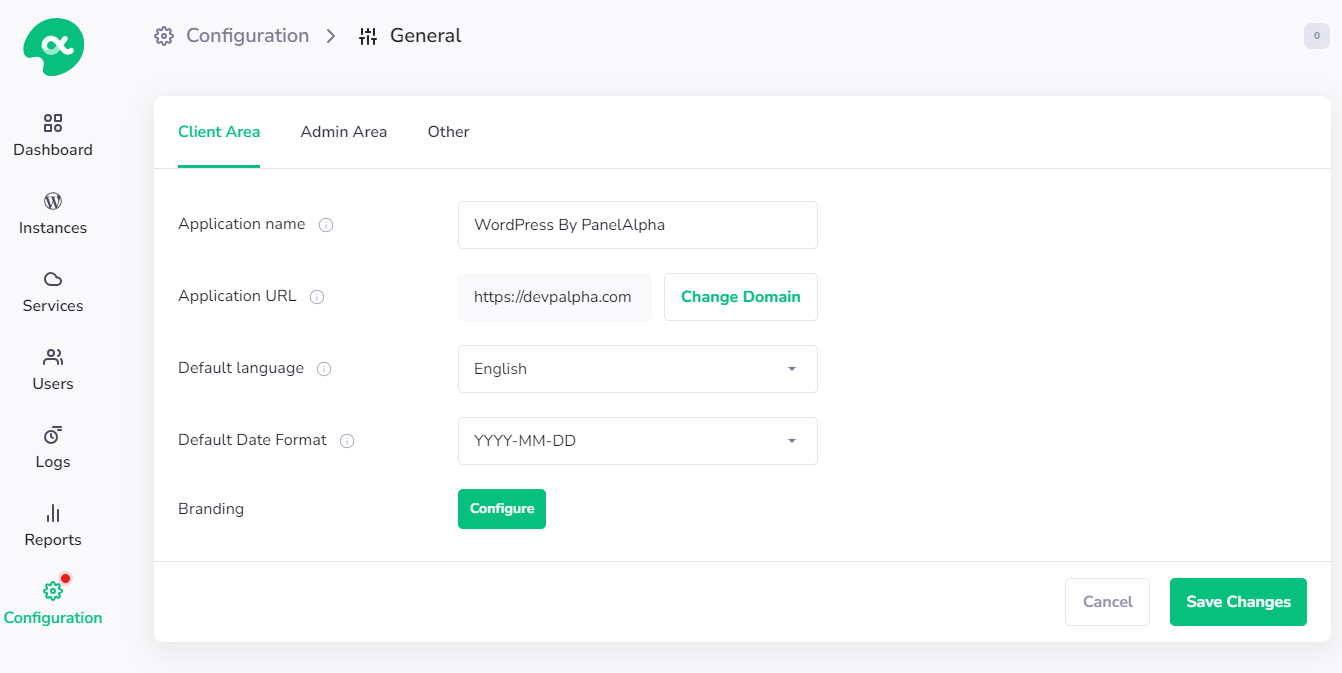 Configuration > General
0
Dashboard
Instances
Services
Users
Logs
Reports
Configuration
Client Area Admin Area Other
Application name
WordPress By PanelAlpha
Application URL
https://devpalpha.com
Change Domain
Default language
English
Default Date Format
YYYY-MM-DD
Branding
Configure
Cancel
Save Changes